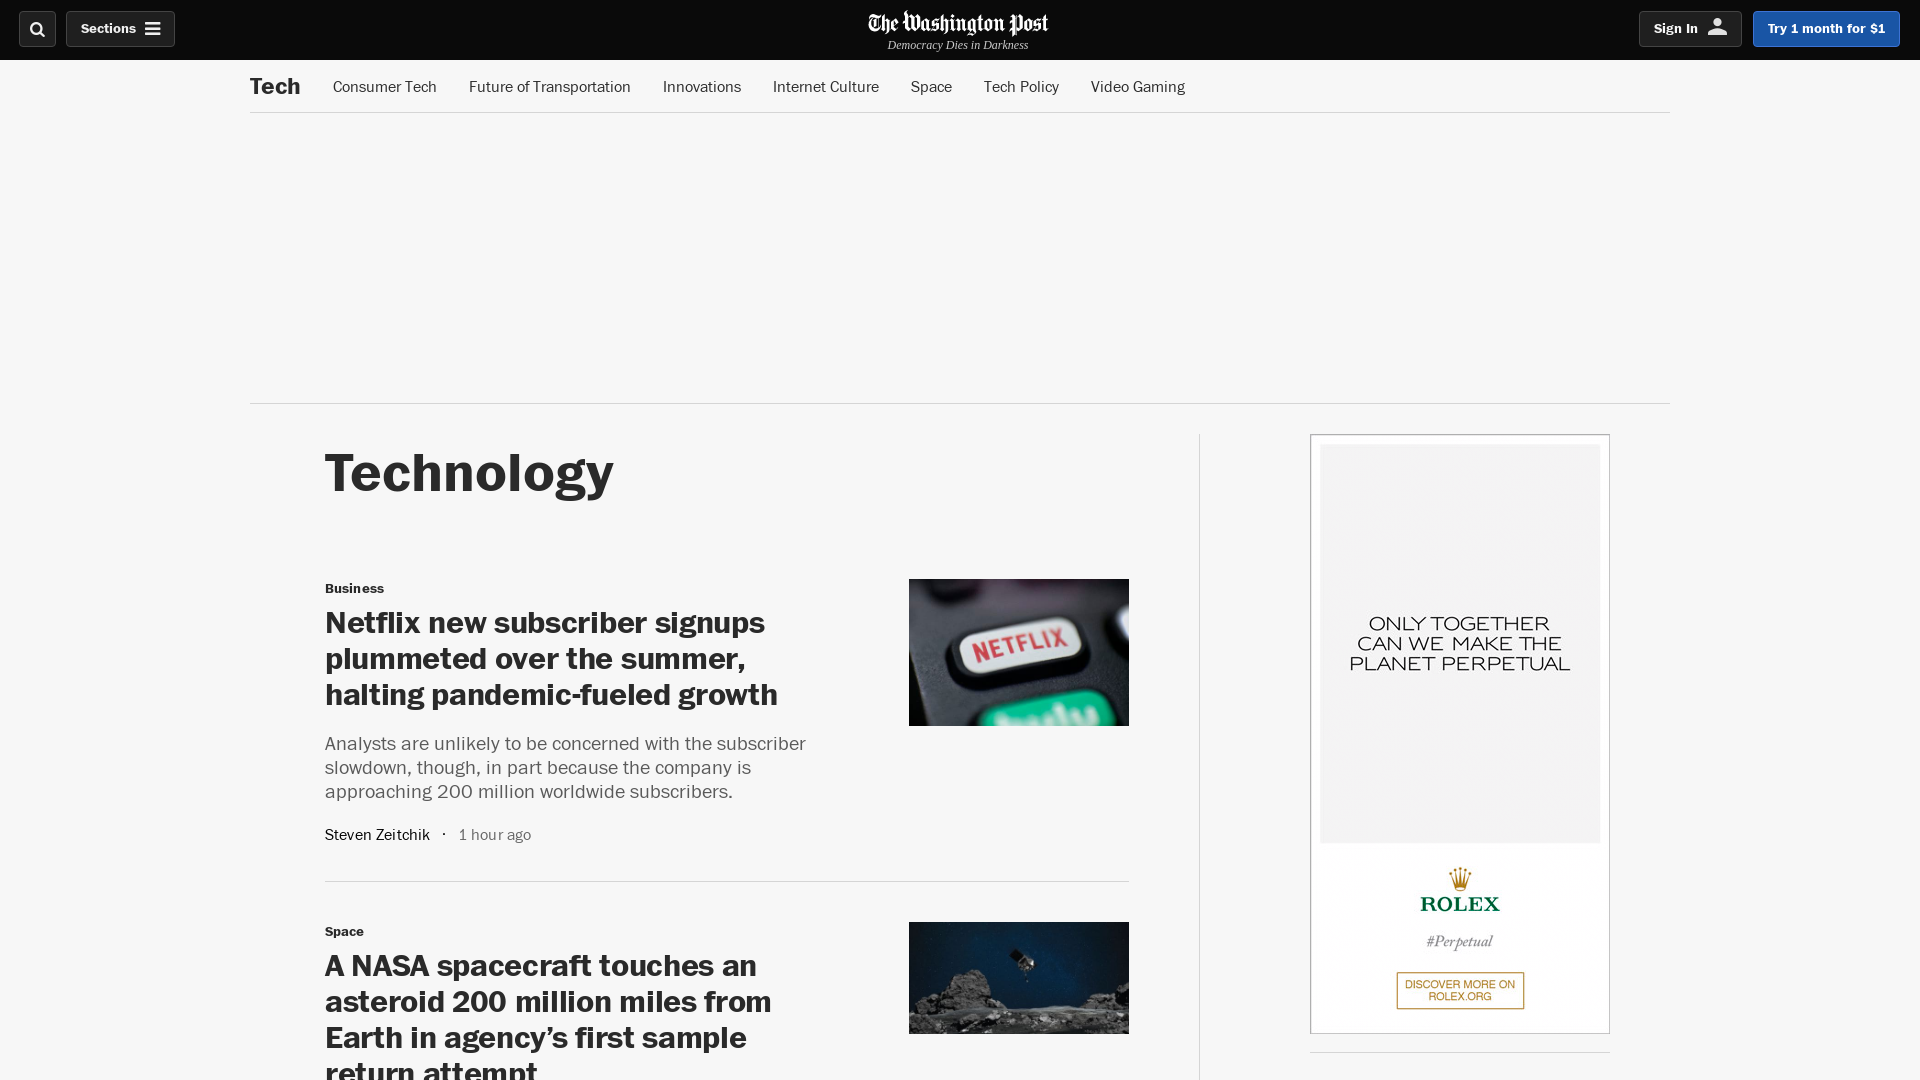 Sections
The Washington Post
Democracy Dies in Darkness
Sign In
Try 1 month for $1
Tech
Consumer Tech
Future of Transportation
Innovations
Internet Culture
Space
Tech Policy
Video Gaming
Technology
Business
Netflix new subscriber signups
plummeted over the summer,
halting pandemic-fueled growth
Analysts are unlikely to be concerned with the subscriber
slowdown, though, in part because the company is
approaching 200 million worldwide subscribers.
Steven Zeitchik · 1 hour ago
NETFLIX
hulu
Space
A NASA spacecraft touches an
asteroid 200 million miles from
Earth in agency’s first sample
return attempt
ONLY TOGETHER
CAN WE MAKE THE
PLANET PERPETUAL
ROLEX
#Perpetual
DISCOVER MORE ON
ROLEX.ORG